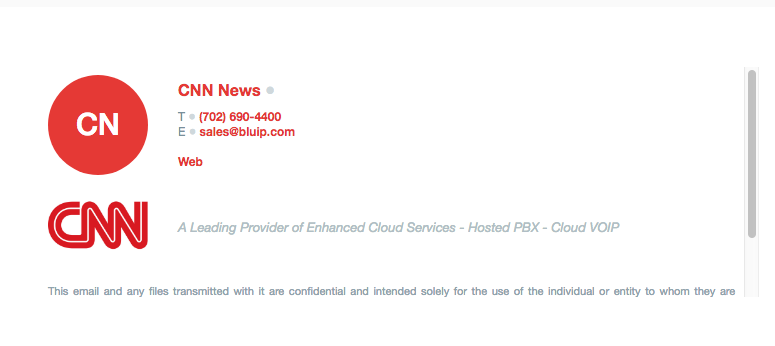 CN
CNN News
T (702) 690-4400
E sales@bluip.com
Web
CNN
A Leading Provider of Enhanced Cloud Services - Hosted PBX - Cloud VOIP
This email and any files transmitted with it are confidential and intended solely for the use of the individual or entity to whom they are